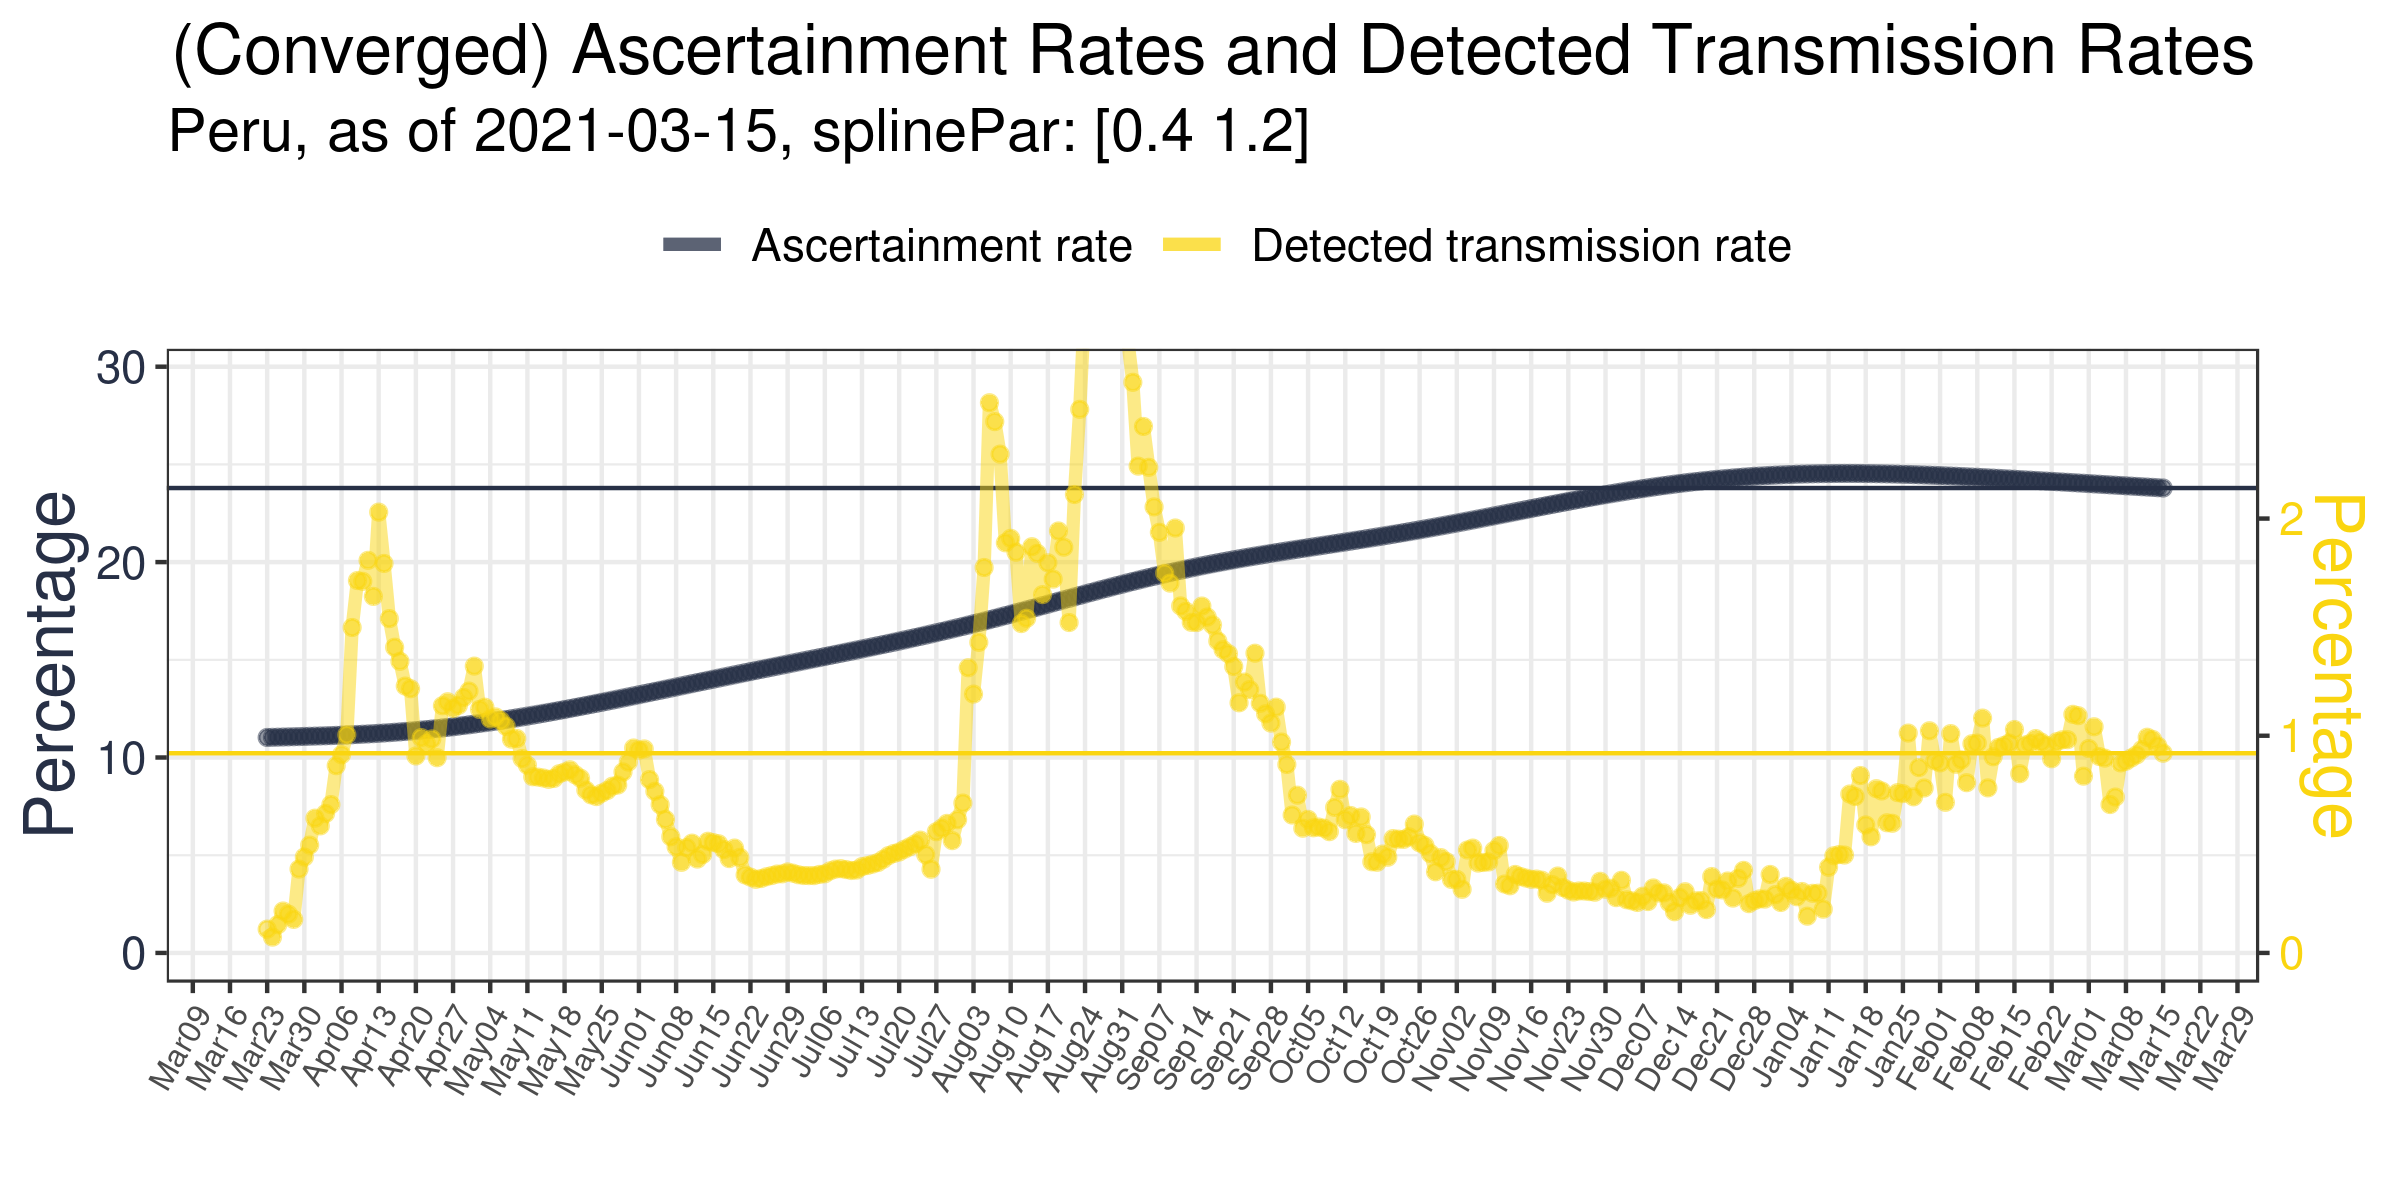 (Converged) Ascertainment Rates and Detected Transmission Rates
Peru, as of 2021-03-15, splinePar: [0.4 1.2]
Ascertainment rate
Detected transmission rate
Percentage
30
20
10
0
2
1
0
Percentage
Mar09
Mar16
Mar23
Mar30
Apr06
Apr13
Apr20
Apr27
May04
May11
May18
May25
Jun01
Jun08
Jun15
Jun22
Jun29
Jul06
Jul13
Jul20
Jul27
Aug03
Aug10
Aug17
Aug24
Aug31
Sep07
Sep14
Sep21
Sep28
Oct05
Oct12
Oct19
Oct26
Nov02
Nov09
Nov16
Nov23
Nov30
Dec07
Dec14
Dec21
Dec28
Jan04
Jan11
Jan18
Jan25
Feb01
Feb08
Feb15
Feb22
Mar01
Mar08
Mar15
Mar22
Mar29